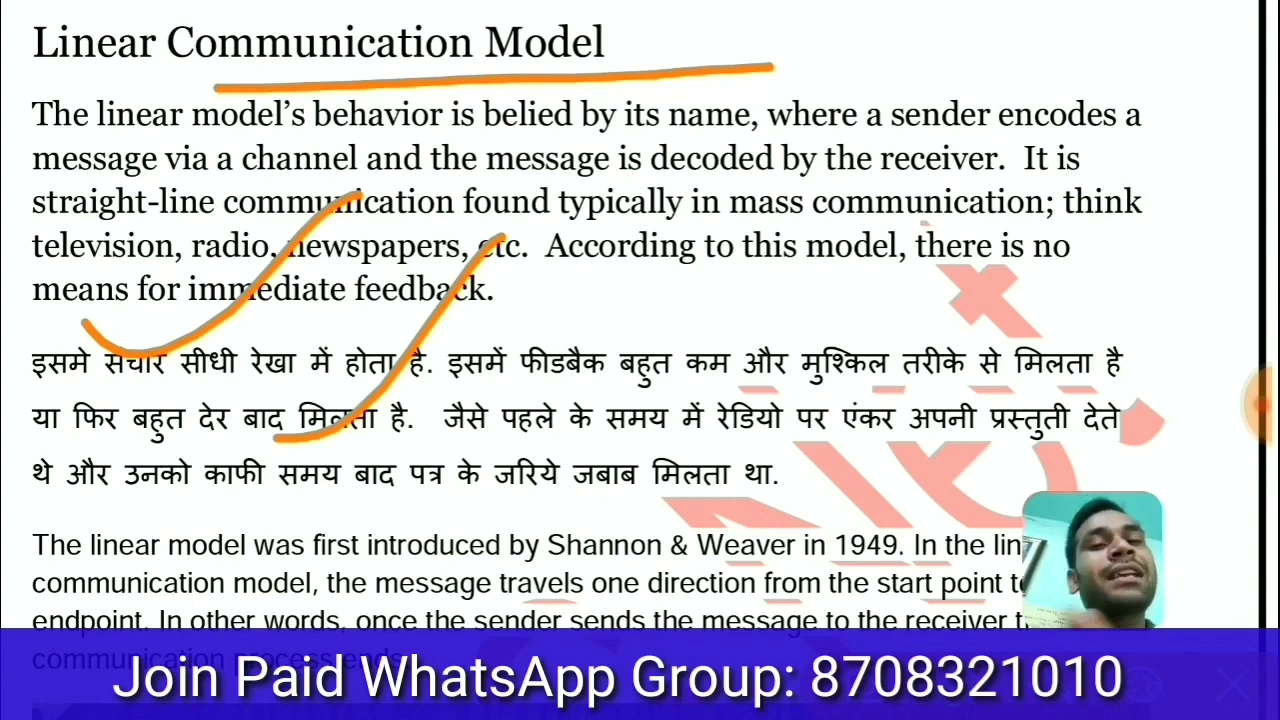 Linear Communication Model
The linear model’s behavior is belied by its name, where a sender encodes a
message via a channel and the message is decoded by the receiver. It is
straight-line communication found typically in mass communication; think
television, radio, newspapers, etc. According to this model, there is no
means for immediate feedback.
इसमे संचार सीधी रेखा में होता है. इसमें फीडबैक बहुत कम और मुश्किल तरीके से मिलता है
या फिर बहुत देर बाद मिलता है. जैसे पहले के समय में रेडियो पर एंकर अपनी प्रस्तुती देते
थे और उनको काफी समय बाद पत्र के जरिये जबाब मिलता था.
The linear model was first introduced by Shannon & Weaver in 1949. In the
communication model, the message travels one direction from the start point
endpoint. In other words, once the sender sends the message to the receiver
communication process ends.
Join Paid WhatsApp Group: 8708321010